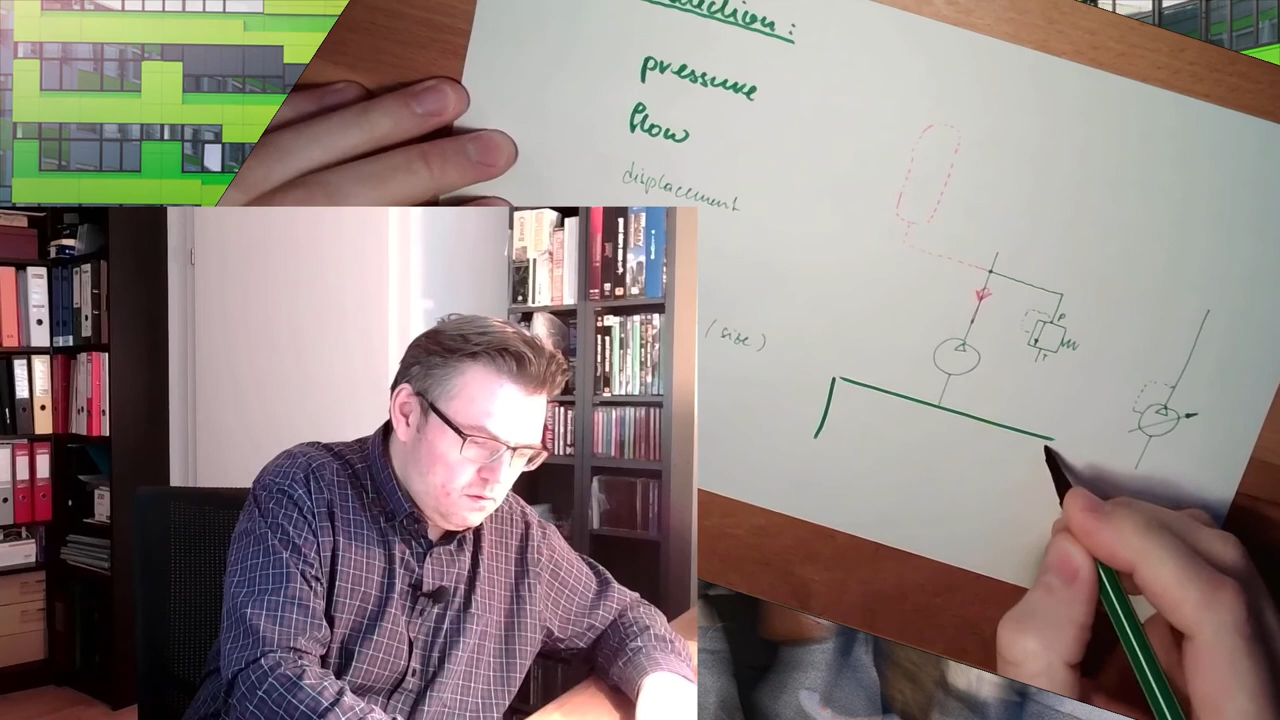 pressure
flow
displacement
(size)
P
T